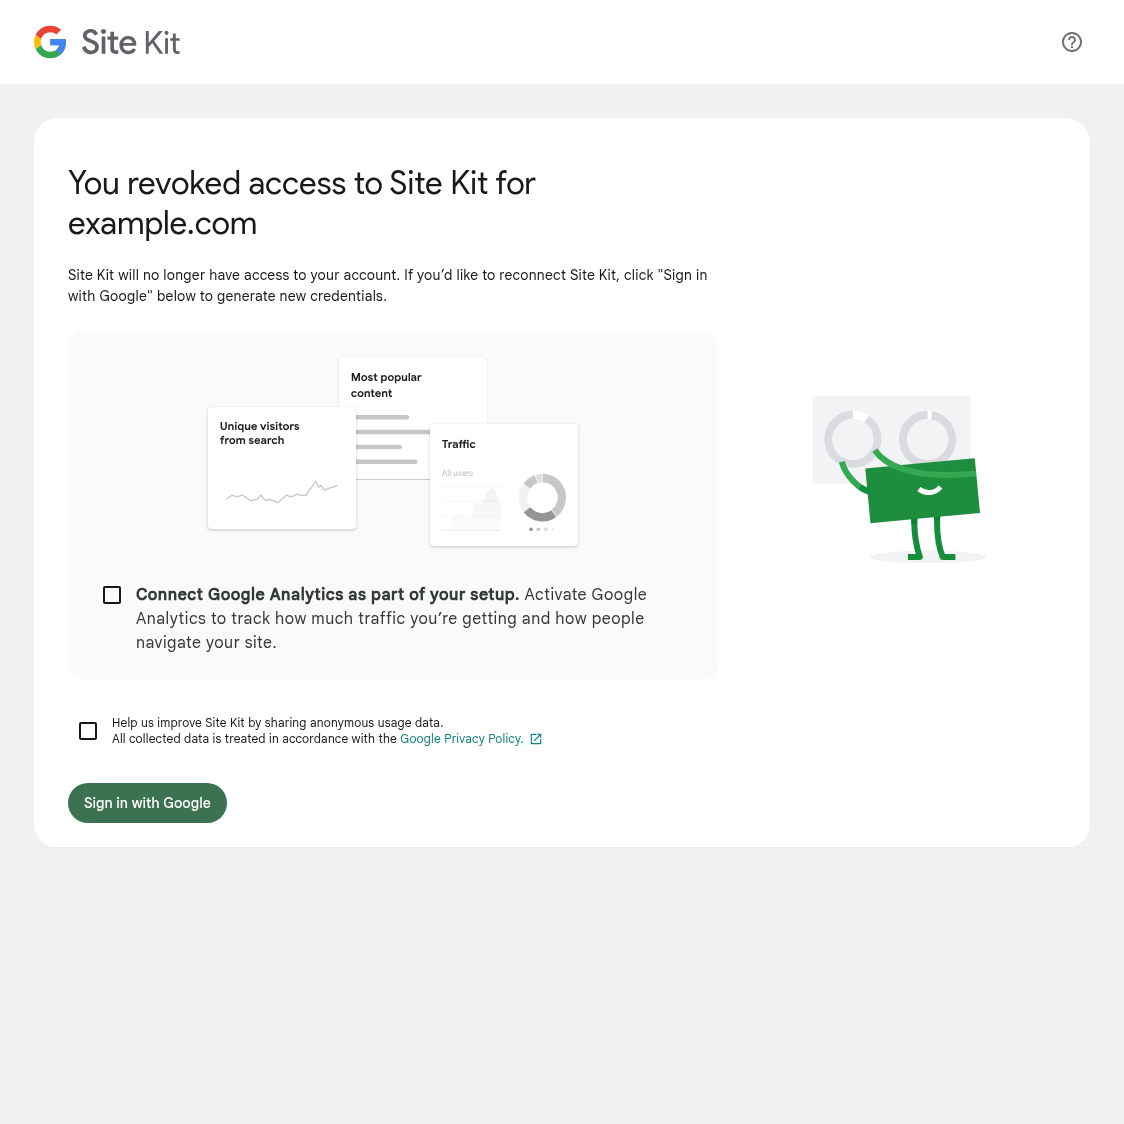 Site Kit
You revoked access to Site Kit for
example.com
Site Kit will no longer have access to your account. If you’d like to reconnect Site Kit, click "Sign in
with Google" below to generate new credentials.
Most popular
content
Unique visitors
from search
Traffic
All users
Connect Google Analytics as part of your setup. Activate Google
Analytics to track how much traffic you’re getting and how people
navigate your site.
Help us improve Site Kit by sharing anonymous usage data.
All collected data is treated in accordance with the Google Privacy Policy.
Sign in with Google